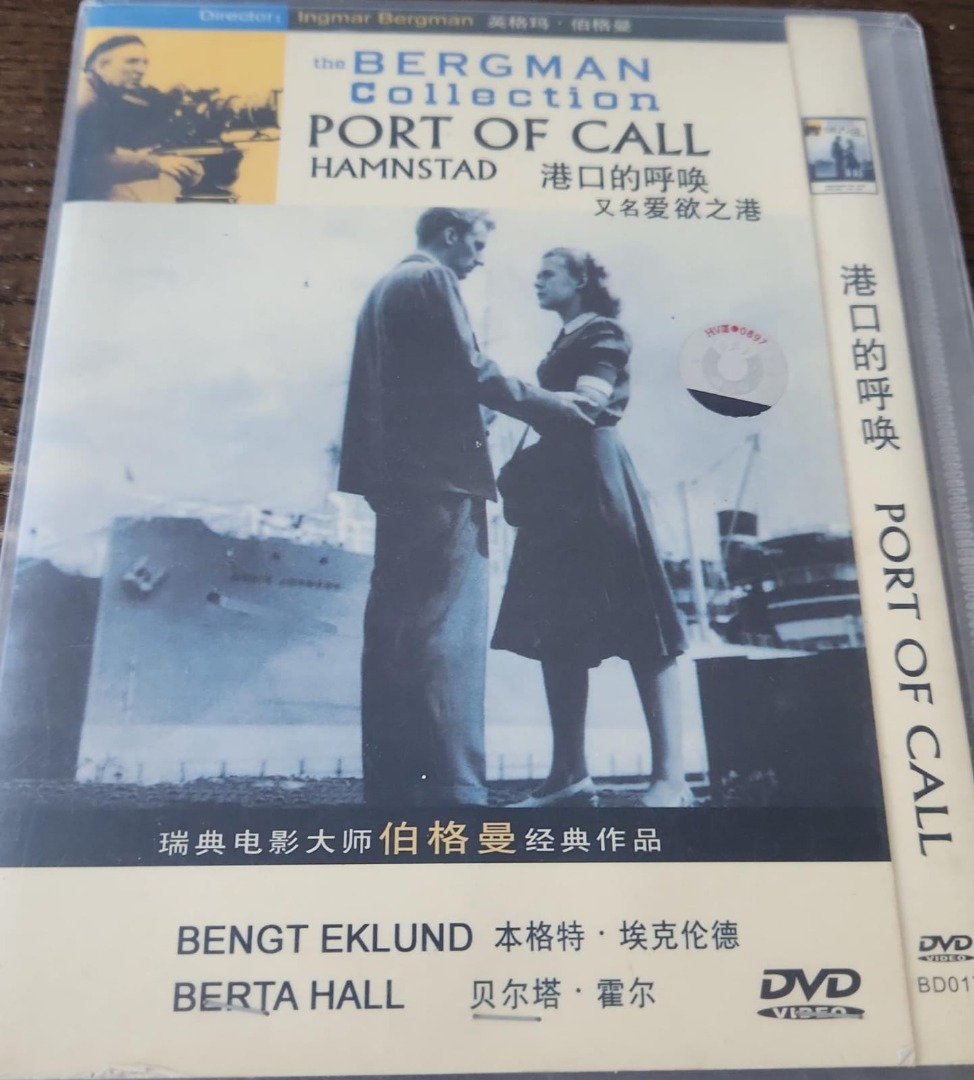 Director: Ingmar Bergman 英格玛·伯格曼
the BERGMAN
Collection
PORT OF CALL
HAMNSTAD 港口的呼唤
又名爱欲之港
瑞典电影大师伯格曼经典作品
BENGT EKLUND 本格特·埃克伦德
BERTA HALL 贝尔塔·霍尔
DVD
VIDEO
港口的呼唤 PORT OF CALL
DVD
VIDEO